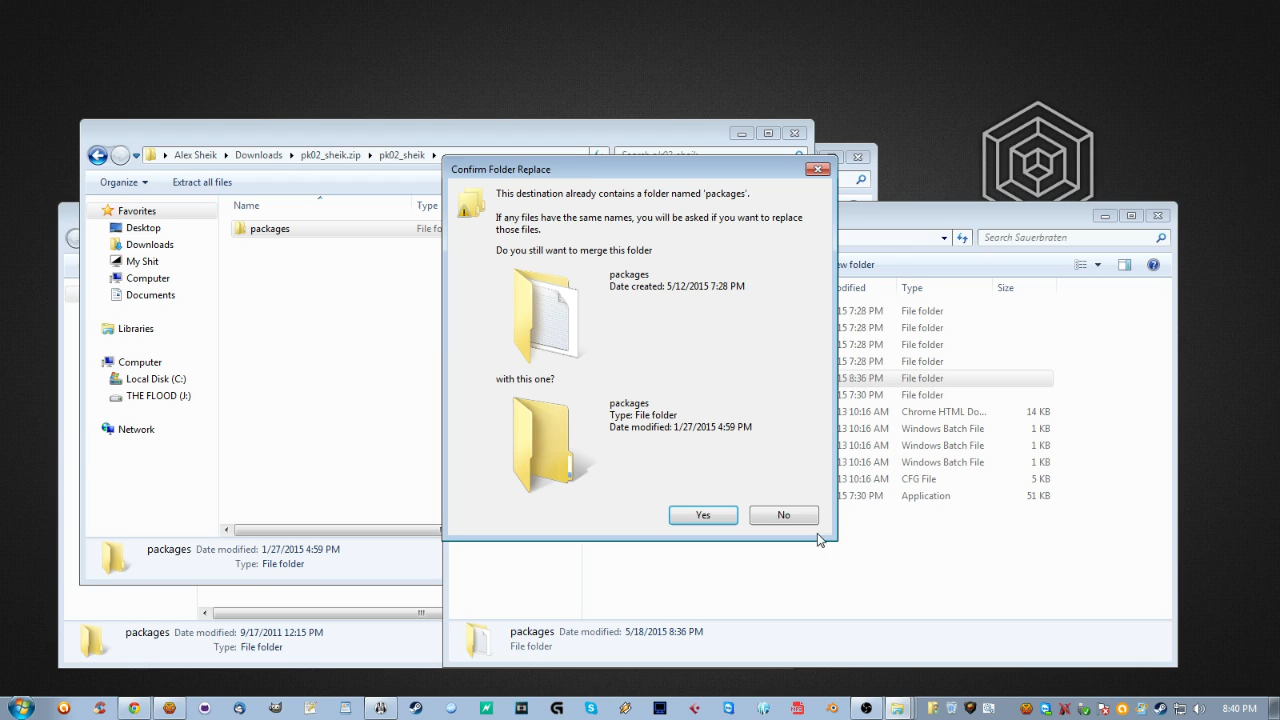 Alex Sheik Downloads pk02_sheik.zip pk02_sheik
Organize Extract all files
Favorites
Desktop
Downloads
My Shit
Computer
Documents
Libraries
Computer
Local Disk (C:)
THE FLOOD (J:)
Network
Name Type
packages File fo
packages Date modified: 1/27/2015 4:59 PM
Type: File folder
packages Date modified: 9/17/2011 12:15 PM
Type: File folder
Confirm Folder Replace
This destination already contains a folder named 'packages'.
If any files have the same names, you will be asked if you want to replace
those files.
Do you still want to merge this folder
packages
Date created: 5/12/2015 7:28 PM
with this one?
packages
Type: File folder
Date modified: 1/27/2015 4:59 PM
Yes No
Search Sauerbraten
ew folder
odified Type Size
15 7:28 PM File folder
15 7:28 PM File folder
15 7:28 PM File folder
15 7:28 PM File folder
15 8:36 PM File folder
15 7:30 PM File folder
13 10:16 AM Chrome HTML Do... 14 KB
13 10:16 AM Windows Batch File 1 KB
13 10:16 AM Windows Batch File 1 KB
13 10:16 AM Windows Batch File 1 KB
13 10:16 AM CFG File 5 KB
15 7:30 PM Application 51 KB
packages Date modified: 5/18/2015 8:36 PM
File folder
8:40 PM